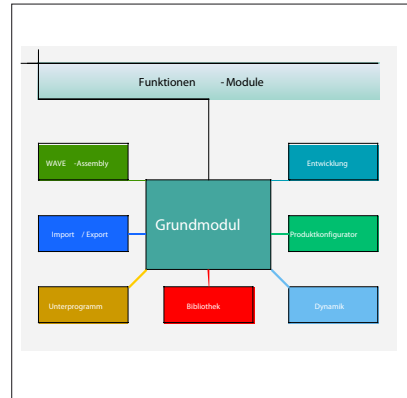 Funktionen -Module
WAVE -Assembly
Entwicklung
Grundmodul
Import / Export
Produktkonfigurator
Unterprogramm
Bibliothek
Dynamik